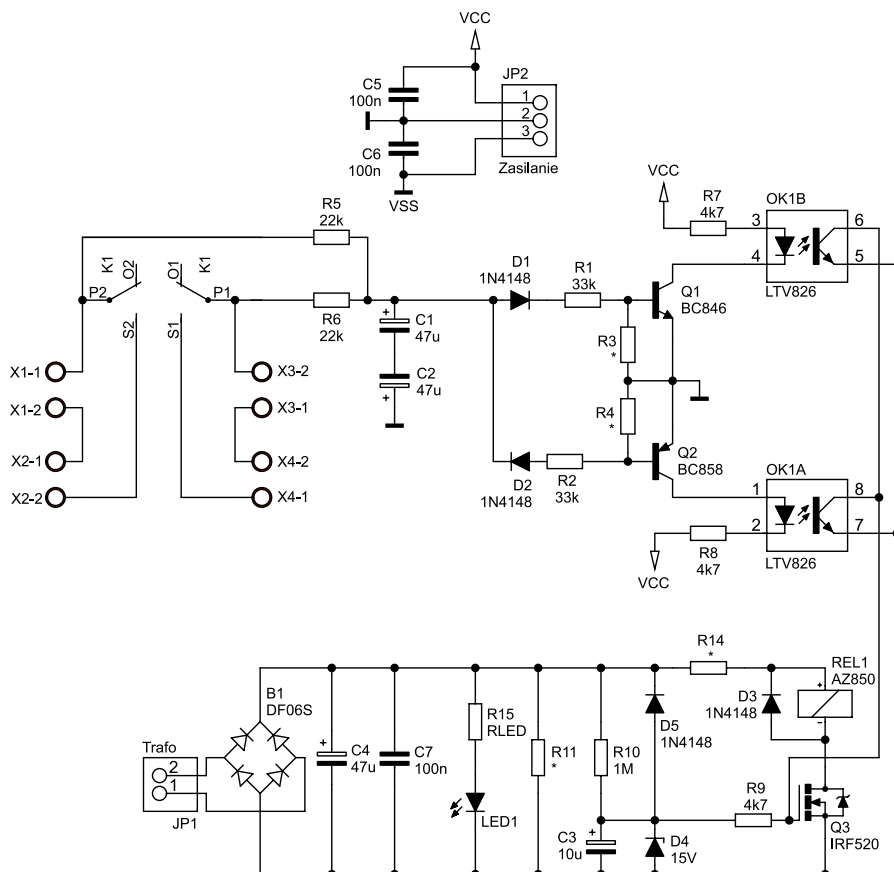 VCC
JP2
C5
100n
1
2
3
C6
100n
Zasilanie
VSS
VCC
R7
4k7
OK1B
3
4
6
5
LTV826
R5
22k
K1
O2
O1
K1
P2
P1
S2
S1
R6
22k
C1
47u
C2
47u
D1
1N4148
R1
33k
Q1
BC846
R3
*
R4
*
Q2
BC858
D2
1N4148
R2
33k
X1-1
X1-2
X2-1
X2-2
X3-2
X3-1
X4-2
X4-1
OK1A
1
2
8
7
LTV826
R8
4k7
VCC
R14
*
REL1
AZ850
+
-
D3
1N4148
B1
DF06S
Trafo
2
1
JP1
C4
47u
C7
100n
R15
RLED
LED1
R11
*
R10
1M
D5
1N4148
C3
10u
D4
15V
R9
4k7
Q3
IRF520